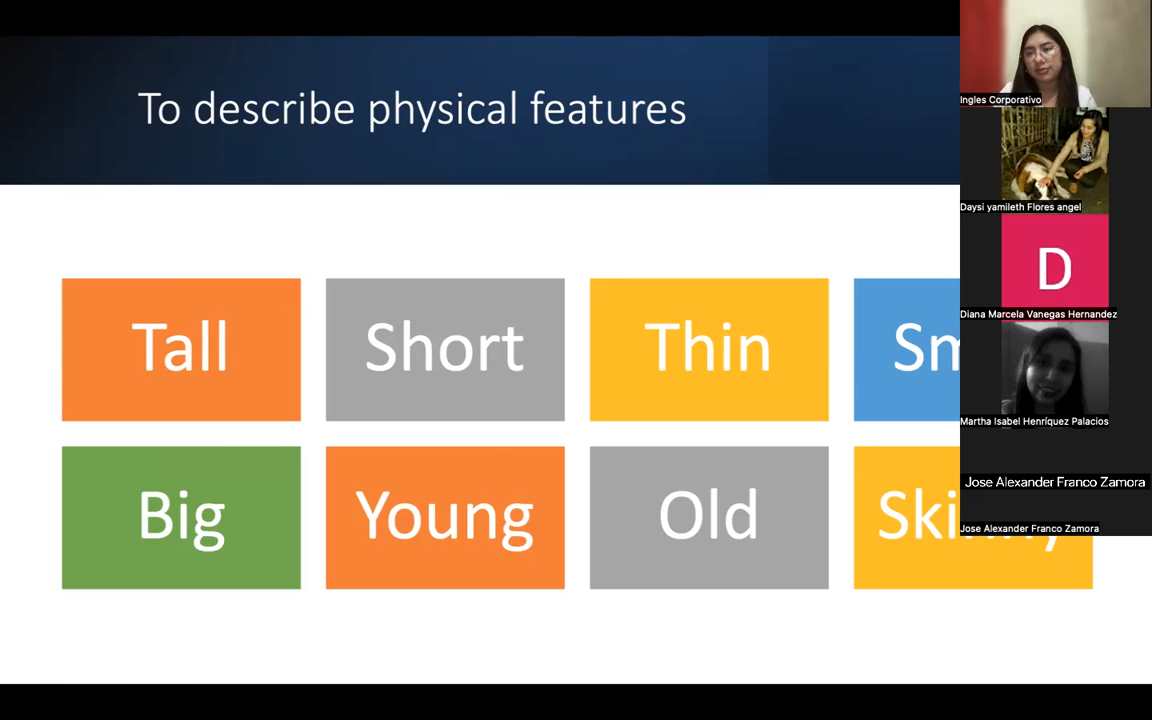 To describe physical features
Tall
Short
Thin
Big
Young
Old
Ingles Corporativo
Daysi yamileth Flores angel
D
Diana Marcela Vanegas Hernandez
Martha Isabel Henríquez Palacios
Jose Alexander Franco Zamora
Jose Alexander Franco Zamora